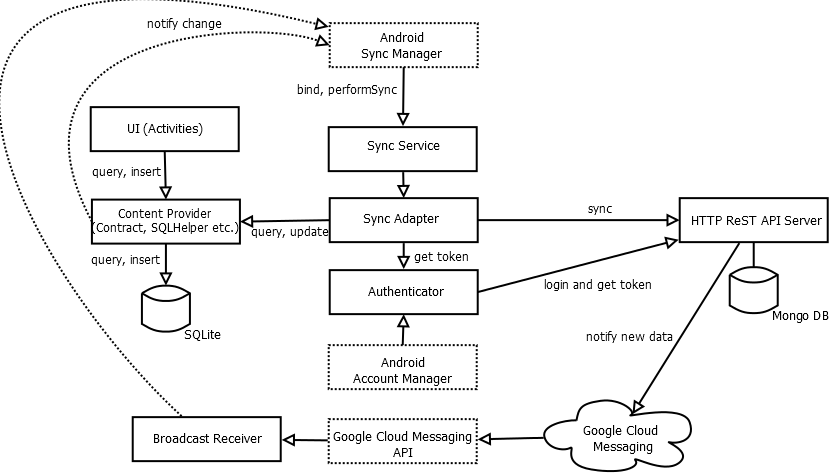 notify change
Android
Sync Manager
bind, performSync
UI (Activities)
Sync Service
query, insert
Content Provider
(Contract, SQLHelper etc.)
query, update
Sync Adapter
sync
HTTP ReST API Server
query, insert
get token
Authenticator
login and get token
SQLite
Mongo DB
notify new data
Android
Account Manager
Broadcast Receiver
Google Cloud Messaging
API
Google Cloud
Messaging